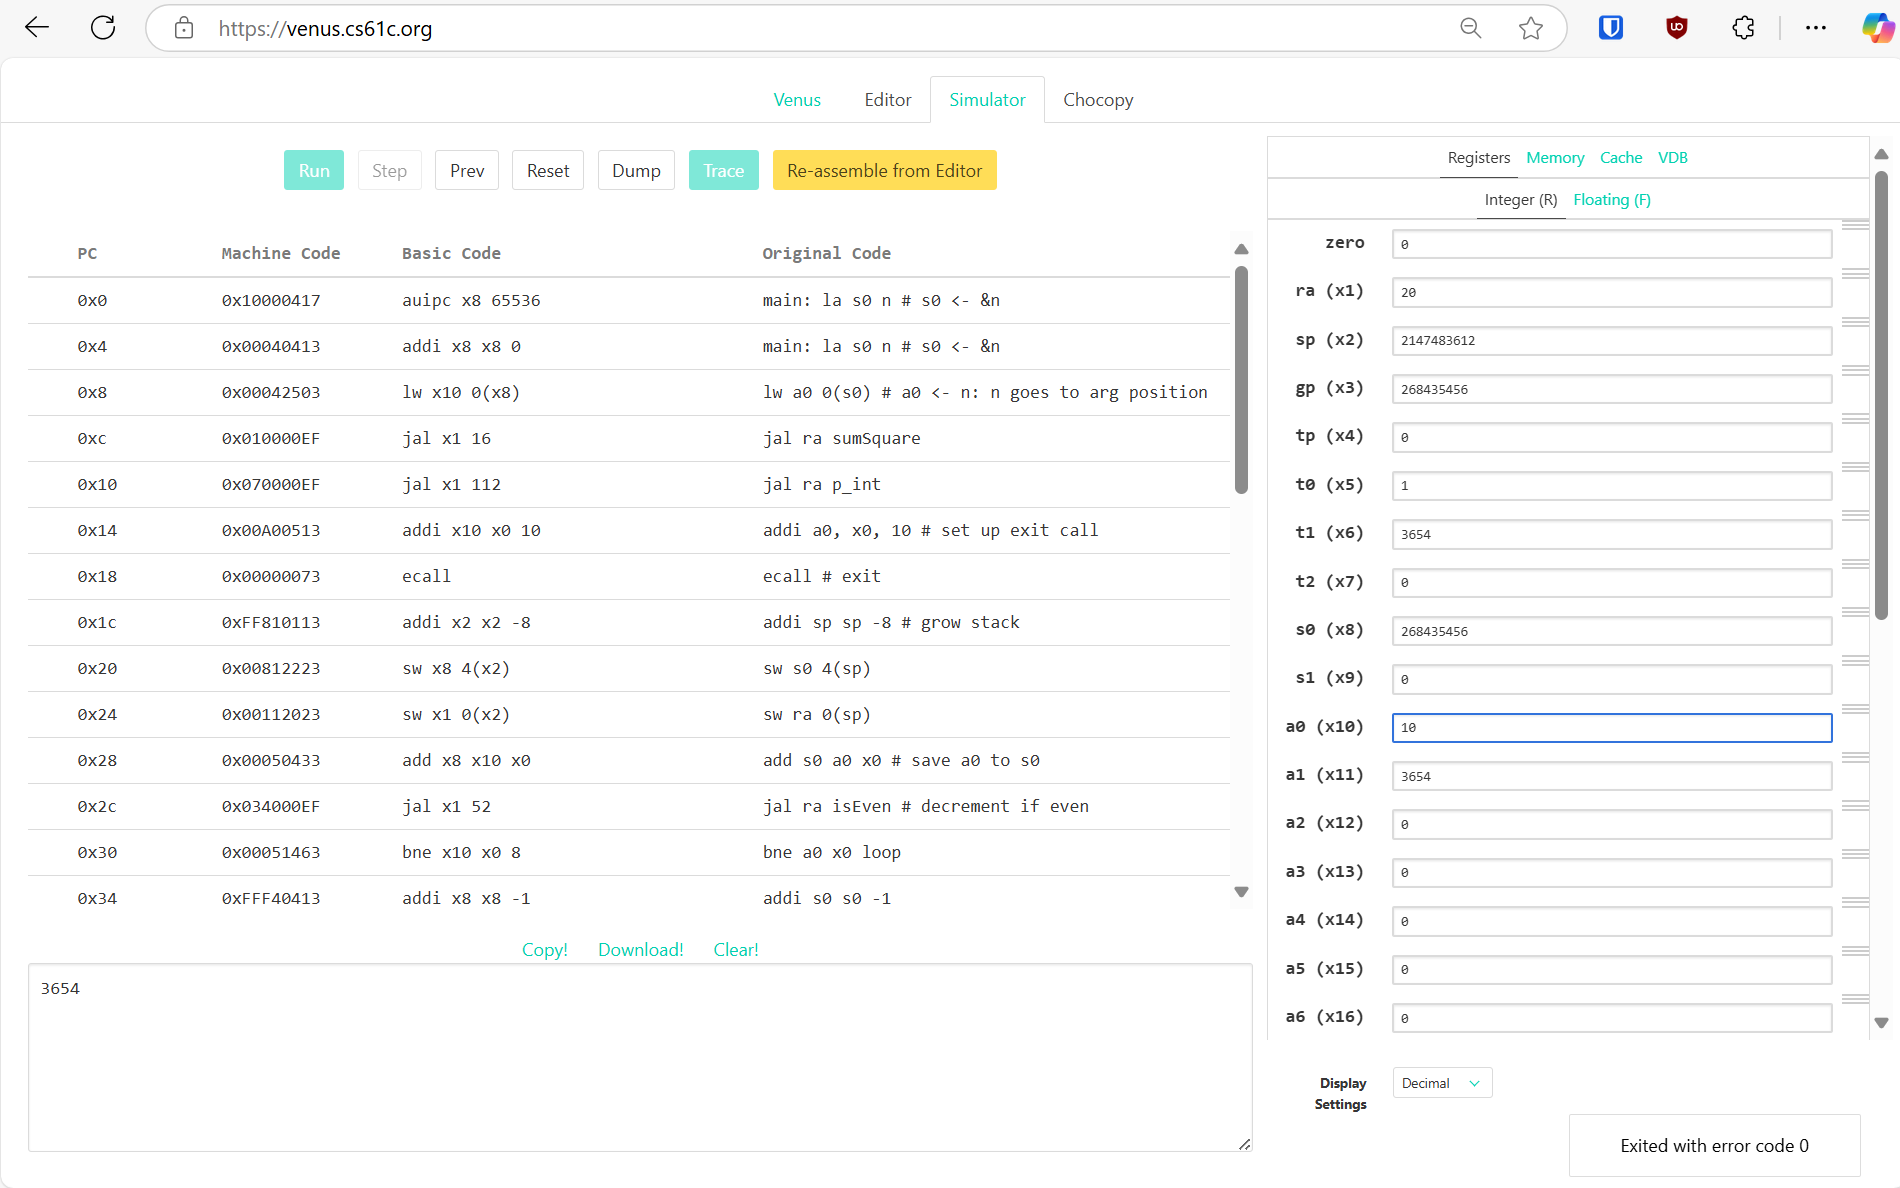 https://venus.cs61c.org
Venus Editor Simulator Chocopy
Run Step Prev Reset Dump Trace Re-assemble from Editor
PC Machine Code Basic Code Original Code
0x0 0x10000417 auipc x8 65536 main: la s0 n # s0 <- &n
0x4 0x00040413 addi x8 x8 0 main: la s0 n # s0 <- &n
0x8 0x00042503 lw x10 0(x8) lw a0 0(s0) # a0 <- n: n goes to arg position
0xc 0x010000EF jal x1 16 jal ra sumSquare
0x10 0x070000EF jal x1 112 jal ra p_int
0x14 0x00A00513 addi x10 x0 10 addi a0, x0, 10 # set up exit call
0x18 0x00000073 ecall ecall # exit
0x1c 0xFF810113 addi x2 x2 -8 addi sp sp -8 # grow stack
0x20 0x00812223 sw x8 4(x2) sw s0 4(sp)
0x24 0x00112023 sw x1 0(x2) sw ra 0(sp)
0x28 0x00050433 add x8 x10 x0 add s0 a0 x0 # save a0 to s0
0x2c 0x034000EF jal x1 52 jal ra isEven # decrement if even
0x30 0x00051463 bne x10 x0 8 bne a0 x0 loop
0x34 0xFFF40413 addi x8 x8 -1 addi s0 s0 -1
Copy! Download! Clear!
3654
Registers Memory Cache VDB
Integer (R) Floating (F)
zero 0
ra (x1) 20
sp (x2) 2147483612
gp (x3) 268435456
tp (x4) 0
t0 (x5) 1
t1 (x6) 3654
t2 (x7) 0
s0 (x8) 268435456
s1 (x9) 0
a0 (x10) 10
a1 (x11) 3654
a2 (x12) 0
a3 (x13) 0
a4 (x14) 0
a5 (x15) 0
a6 (x16) 0
Display Settings Decimal
Exited with error code 0